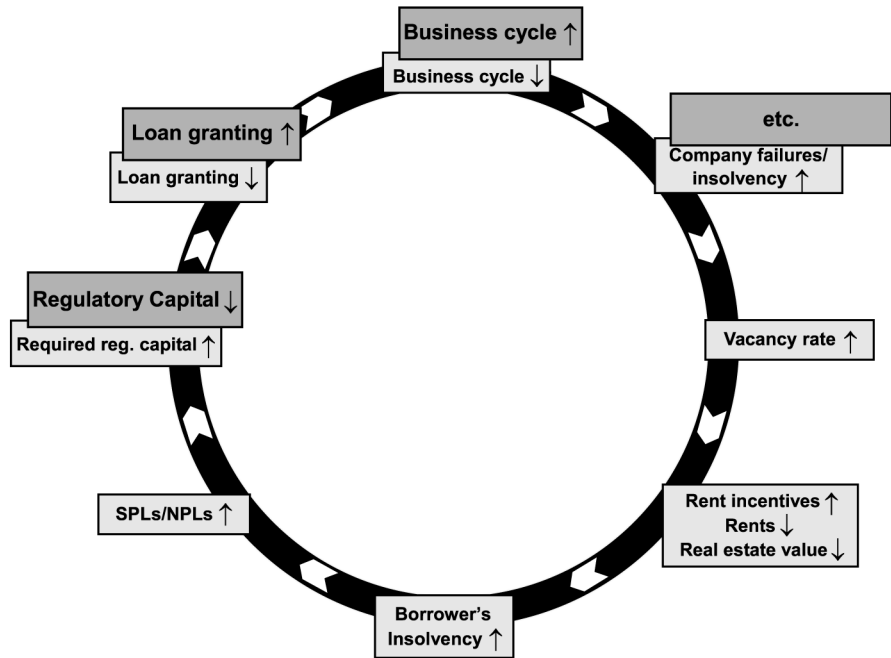 Business cycle ↑
Business cycle ↓
etc.
Company failures/
insolvency ↑
Vacancy rate ↑
Rent incentives ↑
Rents ↓
Real estate value ↓
Borrower's
Insolvency ↑
SPLs/NPLs ↑
Regulatory Capital ↓
Required reg. capital ↑
Loan granting ↑
Loan granting ↓